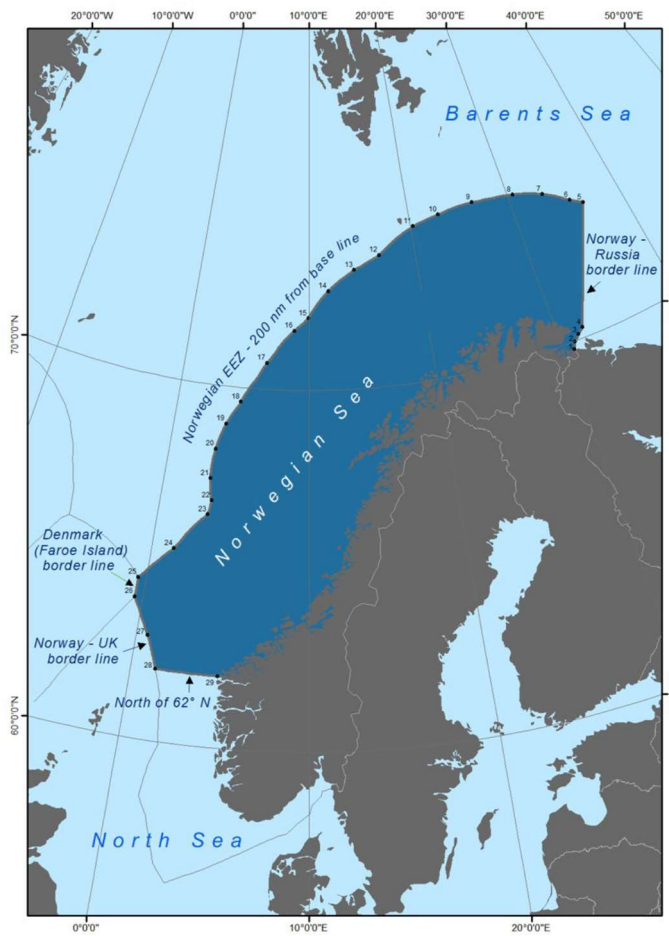 20°0'0"W
10°0'0"W
0°0'0"
10°0'0"E
20°0'0"E
30°0'0"E
40°0'0"E
50°0'0"E
Barents Sea
8
7
6
5
9
10
11
12
13
14
15
16
17
18
19
20
21
22
23
24
25
26
27
28
29
4
Norway -
Russia
border line
Norwegian EEZ - 200 nm from base line
70°0'0"N
Norwegian Sea
Denmark
(Faroe Island)
border line
Norway - UK
border line
North of 62° N
60°0'0"N
North Sea
0°0'0"
10°0'0"E
20°0'0"E